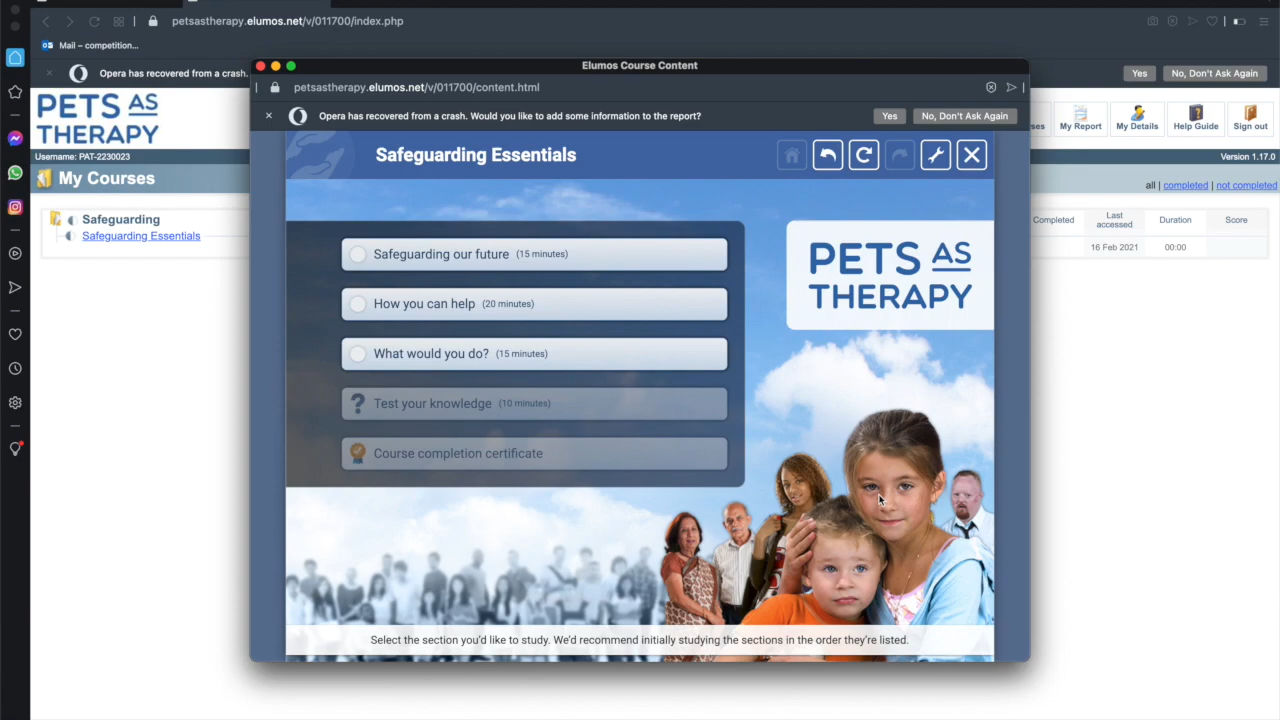 petsastherapy.elumos.net/v/011700/index.php
Mail – competition...
Opera has recovered from a crash.
Yes
No, Don't Ask Again
Elumos Course Content
petsastherapy.elumos.net/v/011700/content.html
Opera has recovered from a crash. Would you like to add some information to the report?
Yes
No, Don't Ask Again
PETS AS
THERAPY
My Report
My Details
Help Guide
Sign out
Username: PAT-2230023
Version 1.17.0
My Courses
all | completed | not completed
Safeguarding
Safeguarding Essentials
Completed
Last
accessed
Duration
Score
16 Feb 2021
00:00
Safeguarding Essentials
Safeguarding our future (15 minutes)
How you can help (20 minutes)
What would you do? (15 minutes)
Test your knowledge (10 minutes)
Course completion certificate
PETS AS
THERAPY
Select the section you'd like to study. We'd recommend initially studying the sections in the order they're listed.